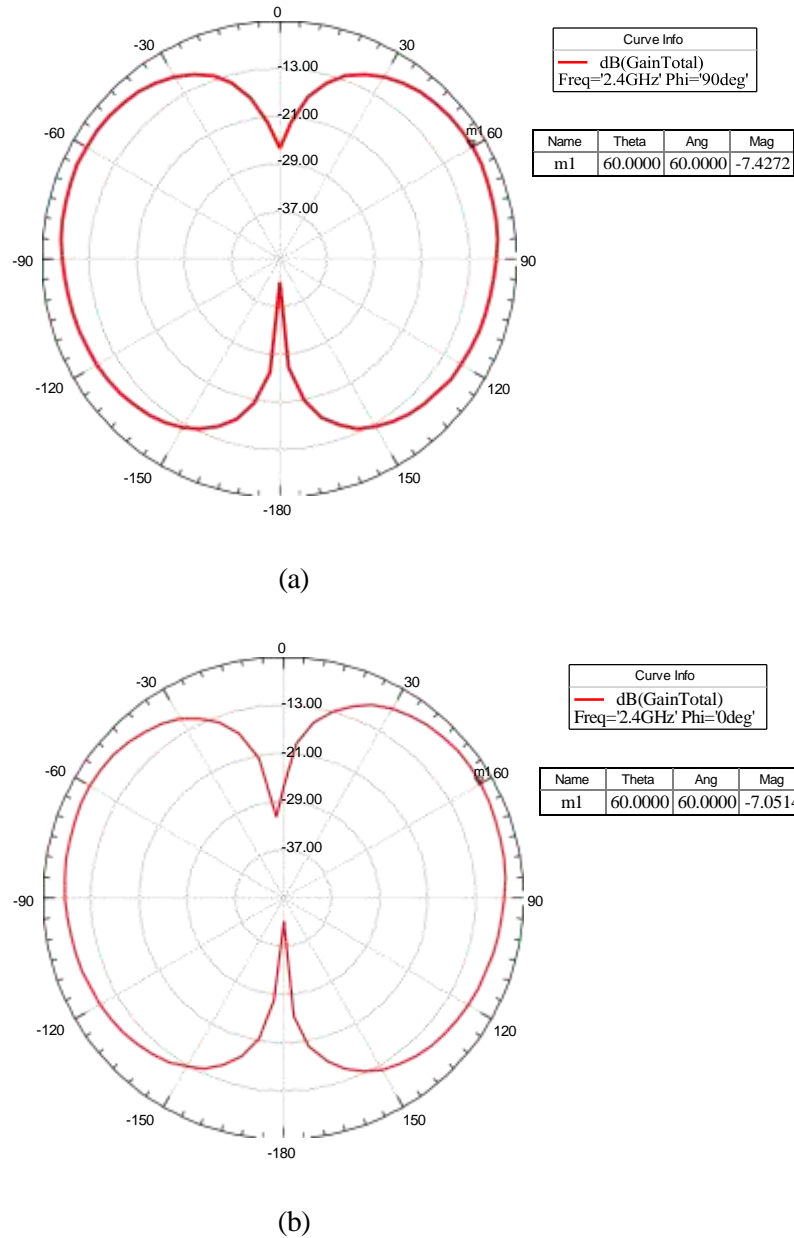 0
-30
30
-13.00
-60
-21.00
m1
60
-29.00
-37.00
-90
90
-120
120
-150
150
-180
Curve Info
dB(GainTotal)
Freq='2.4GHz' Phi='90deg'
Name Theta Ang Mag
m1 60.0000 60.0000 -7.4272
(a)
0
-30
30
-13.00
-60
-21.00
m1
60
-29.00
-37.00
-90
90
-120
120
-150
150
-180
Curve Info
dB(GainTotal)
Freq='2.4GHz' Phi='0deg'
Name Theta Ang Mag
m1 60.0000 60.0000 -7.0514
(b)